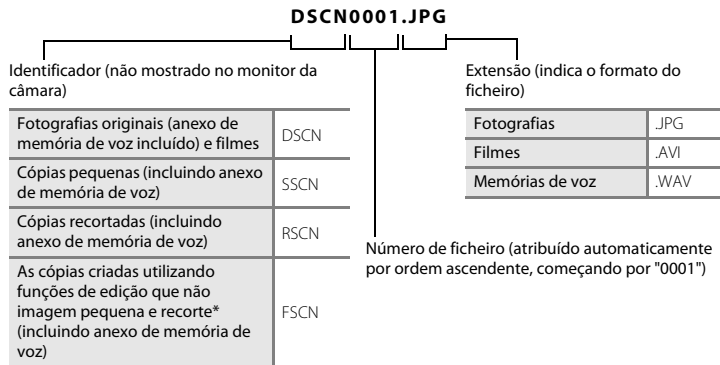 DSCN0001.JPG
Identificador (não mostrado no monitor da
câmara)
Fotografias originais (anexo de
memória de voz incluído) e filmes
DSCN
Cópias pequenas (incluindo anexo
de memória de voz)
SSCN
Cópias recortadas (incluindo
anexo de memória de voz)
RSCN
As cópias criadas utilizando
funções de edição que não
imagem pequena e recorte*
(incluindo anexo de memória de
voz)
FSCN
Extensão (indica o formato do
ficheiro)
Fotografias .JPG
Filmes .AVI
Memórias de voz .WAV
Número de ficheiro (atribuído automaticamente
por ordem ascendente, começando por "0001")